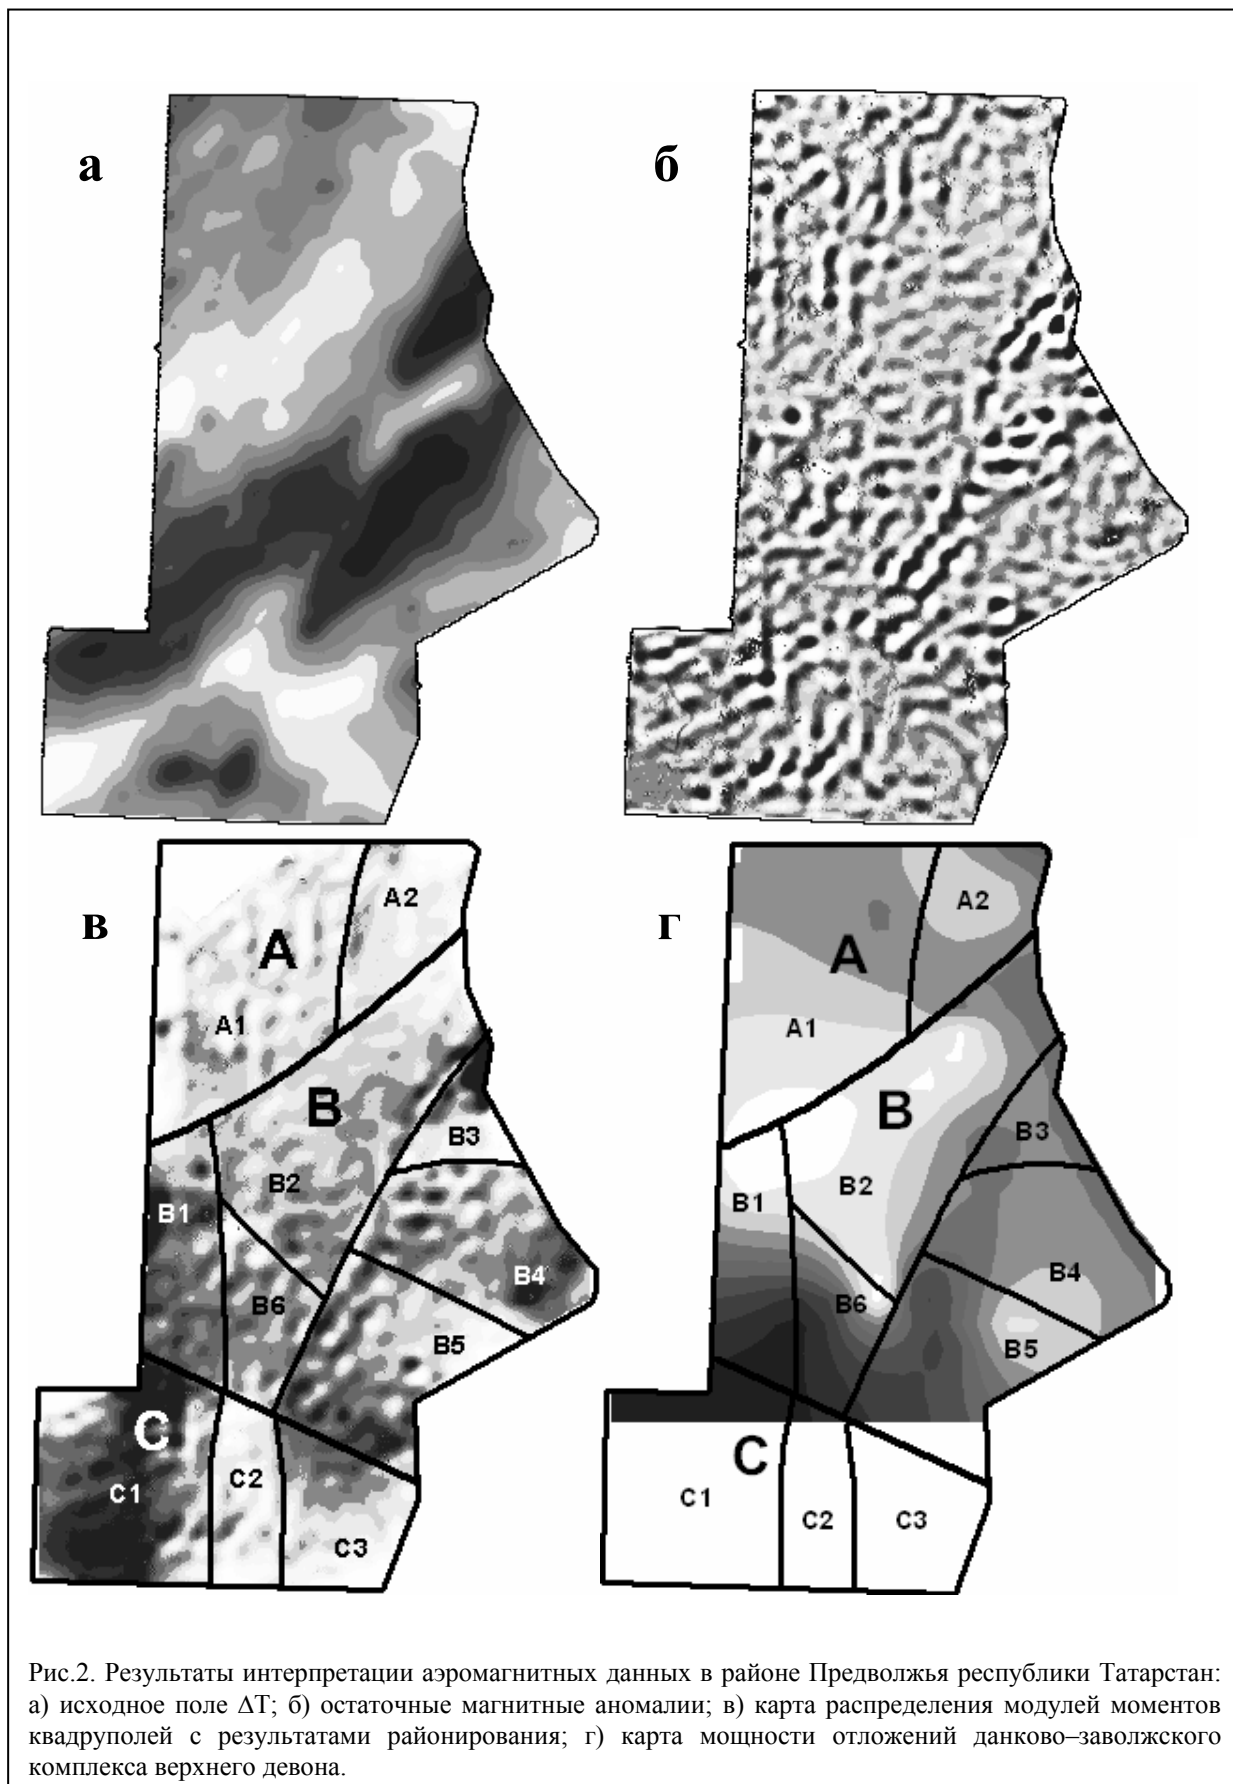 а
б
в
A2
A
A1
B
B3
B2
B1
B4
B6
B5
C
C2
C1
C3
г
A2
A
A1
B
B3
B2
B1
B4
B6
B5
C
C1
C2
C3
Рис.2. Результаты интерпретации аэромагнитных данных в районе Предволжья республики Татарстан:
а) исходное поле ΔТ; б) остаточные магнитные аномалии; в) карта распределения модулей моментов
квадруполей с результатами районирования; г) карта мощности отложений данково–заволжского
комплекса верхнего девона.